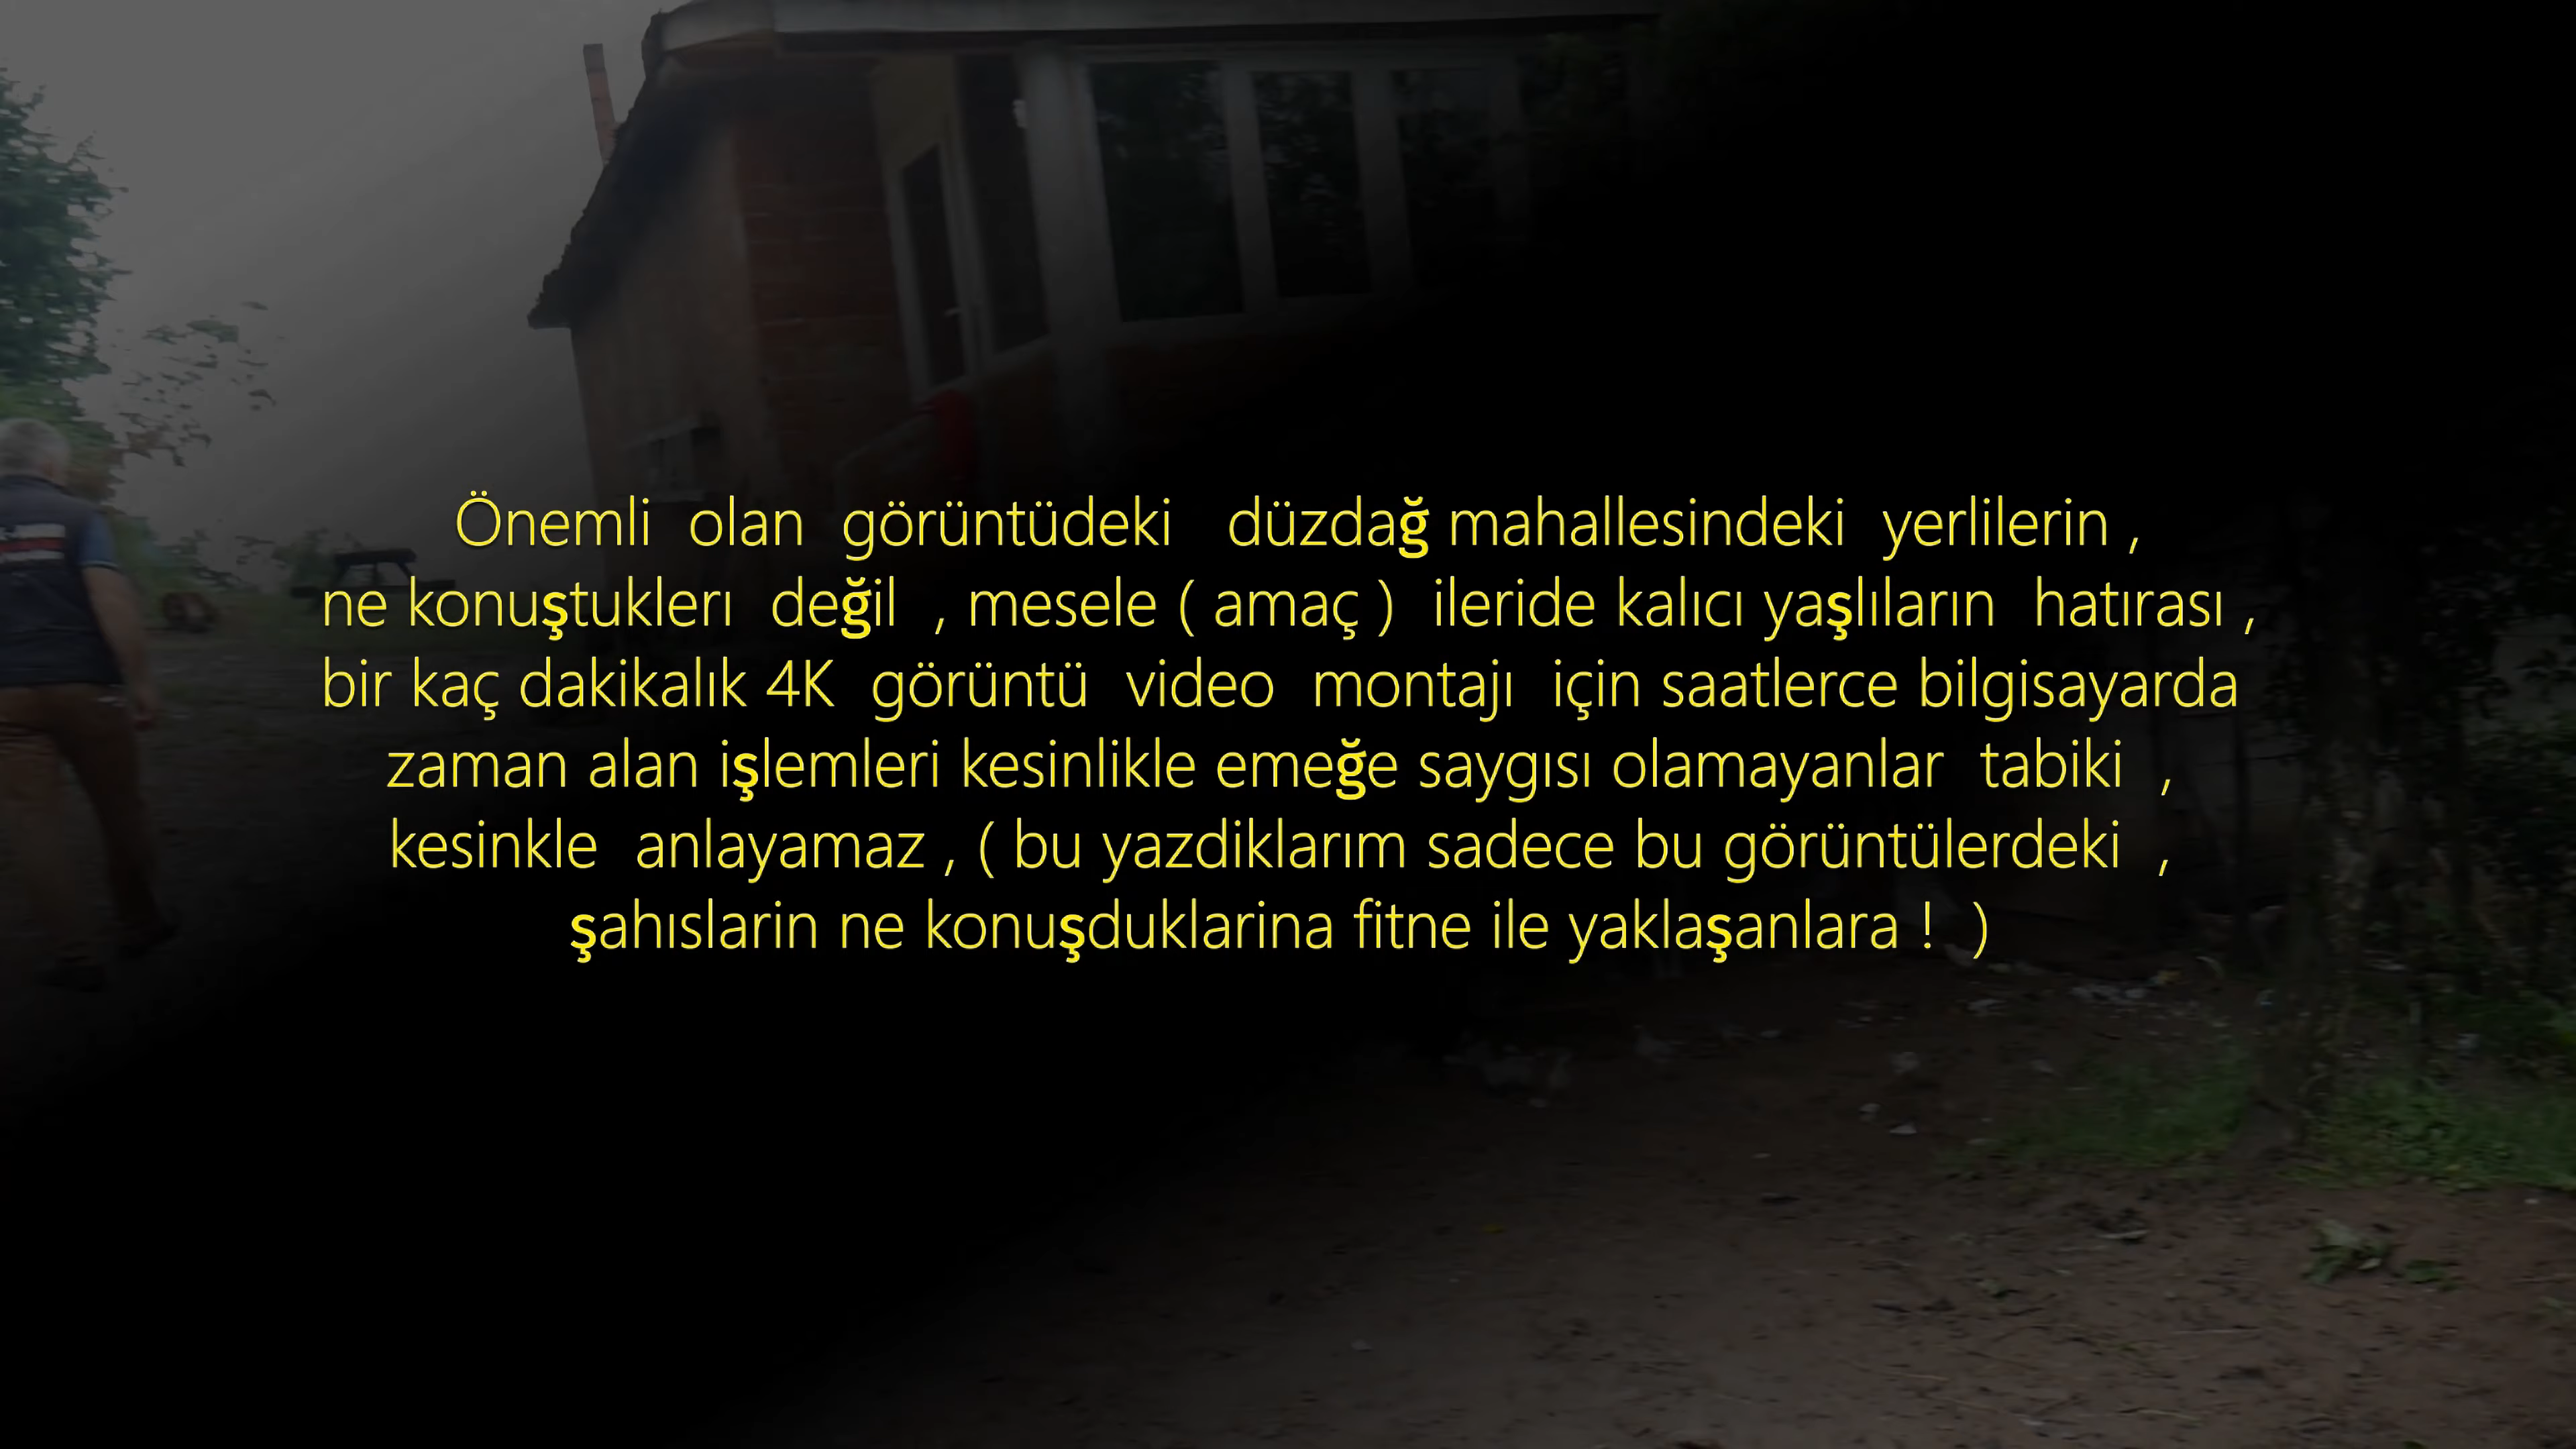 Önemli olan görüntüdeki düzdağ mahallesindeki yerlilerin ,
ne konuştuklerı değil , mesele ( amaç ) ileride kalıcı yaşlıların hatırası ,
bir kaç dakikalık 4K görüntü video montajı için saatlerce bilgisayarda
zaman alan işlemleri kesinlikle emeğe saygısı olamayanlar tabiki ,
kesinkle anlayamaz , ( bu yazdiklarım sadece bu görüntülerdeki ,
şahıslarin ne konuşduklarina fitne ile yaklaşanlara ! )